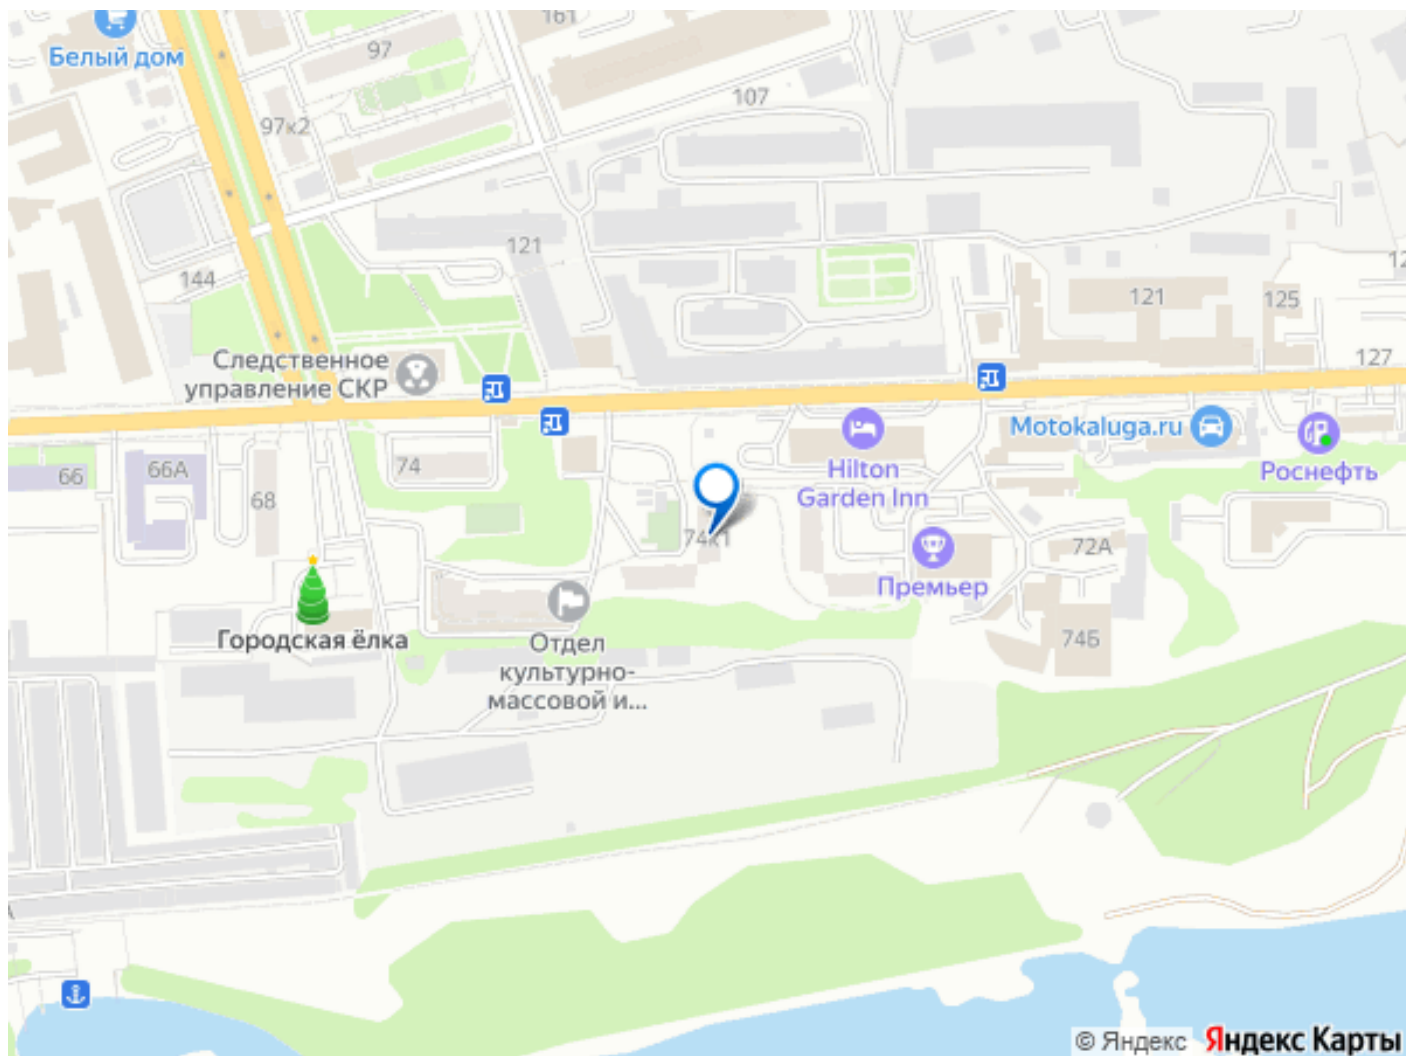 161
Белый дом
97
107
97к2
121
144
12
121
125
Следственное
управление СКР
127
Motokaluga.ru
74
66А
66
Hilton
Garden Inn
Роснефть
68
74к1
72А
Премьер
Городская ёлка
Отдел
культурно-
массовой и...
74Б
© Яндекс Яндекс Карты